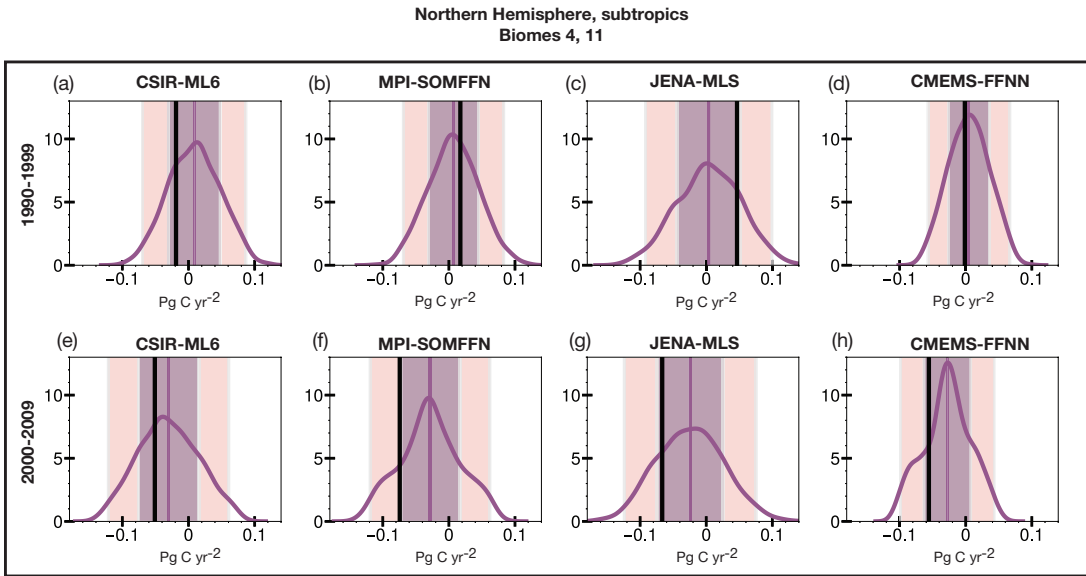 Northern Hemisphere, subtropics
Biomes 4, 11
(a) CSIR-ML6
(b) MPI-SOMFFN
(c) JENA-MLS
(d) CMEMS-FFNN
1990-1999
10
5
0
−0.1 0 0.1
Pg C yr⁻²
10
5
0
−0.1 0 0.1
Pg C yr⁻²
10
5
0
−0.1 0 0.1
Pg C yr⁻²
10
5
0
−0.1 0 0.1
Pg C yr⁻²
(e) CSIR-ML6
(f) MPI-SOMFFN
(g) JENA-MLS
(h) CMEMS-FFNN
2000-2009
10
5
0
−0.1 0 0.1
Pg C yr⁻²
10
5
0
−0.1 0 0.1
Pg C yr⁻²
10
5
0
−0.1 0 0.1
Pg C yr⁻²
10
5
0
−0.1 0 0.1
Pg C yr⁻²